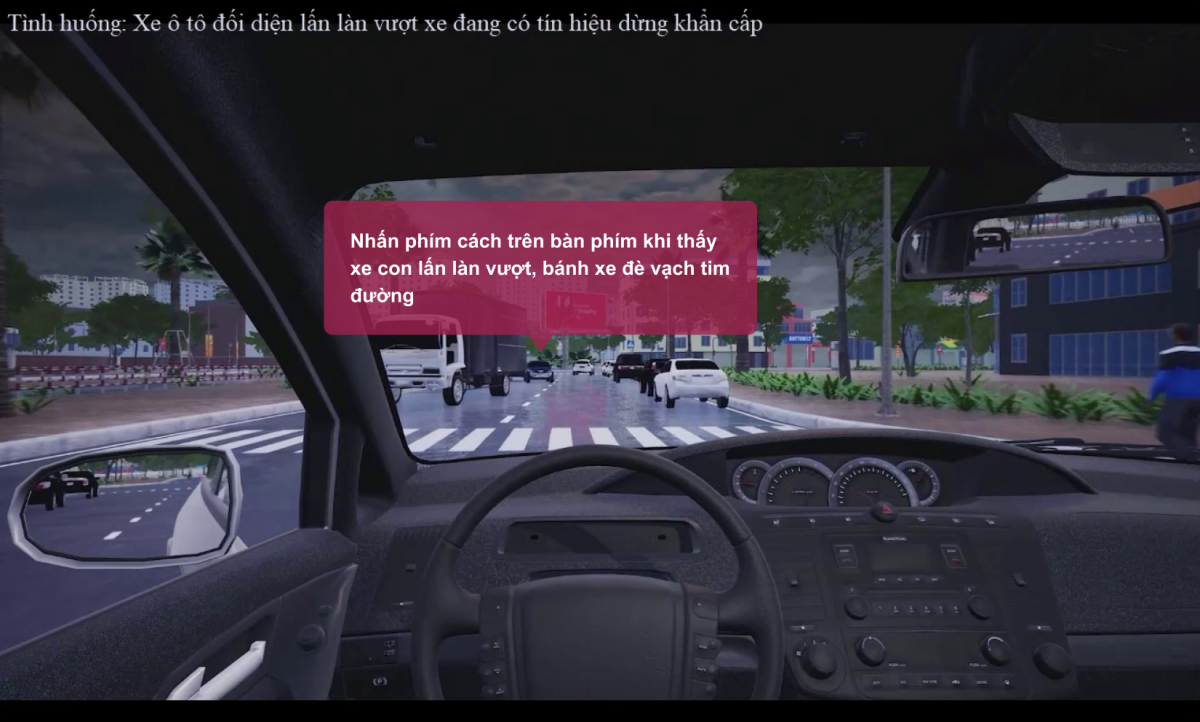 Tình huống: Xe ô tô đối diện lấn làn vượt xe đang có tín hiệu dừng khẩn cấp
Nhấn phím cách trên bàn phím khi thấy
xe con lấn làn vượt, bánh xe đè vạch tim
đường